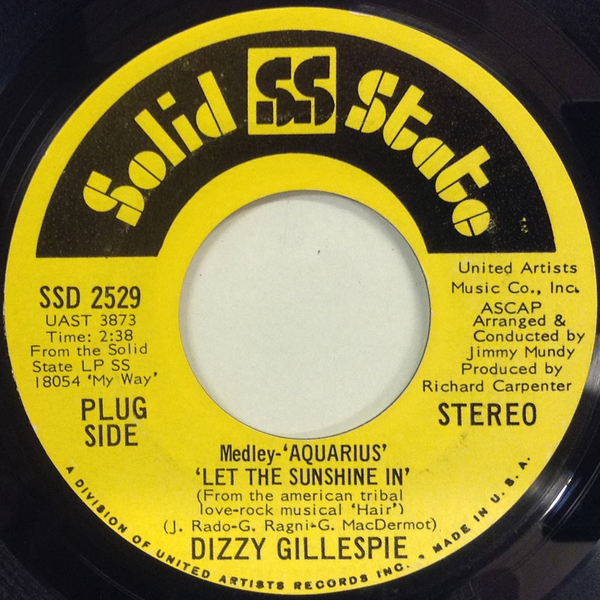 Solid SS State
TM
SSD 2529
UAST 3873
Time: 2:38
From the Solid
State LP SS
18054 'My Way'
PLUG
SIDE
United Artists
Music Co., Inc.
ASCAP
Arranged &
Conducted by
Jimmy Mundy
Produced by
Richard Carpenter
STEREO
Medley-'AQUARIUS'
'LET THE SUNSHINE IN'
(From the american tribal
love-rock musical 'Hair')
(J. Rado-G. Ragni-G. MacDermot)
DIZZY GILLESPIE
A DIVISION OF UNITED ARTISTS RECORDS INC. • MADE IN U.S.A.